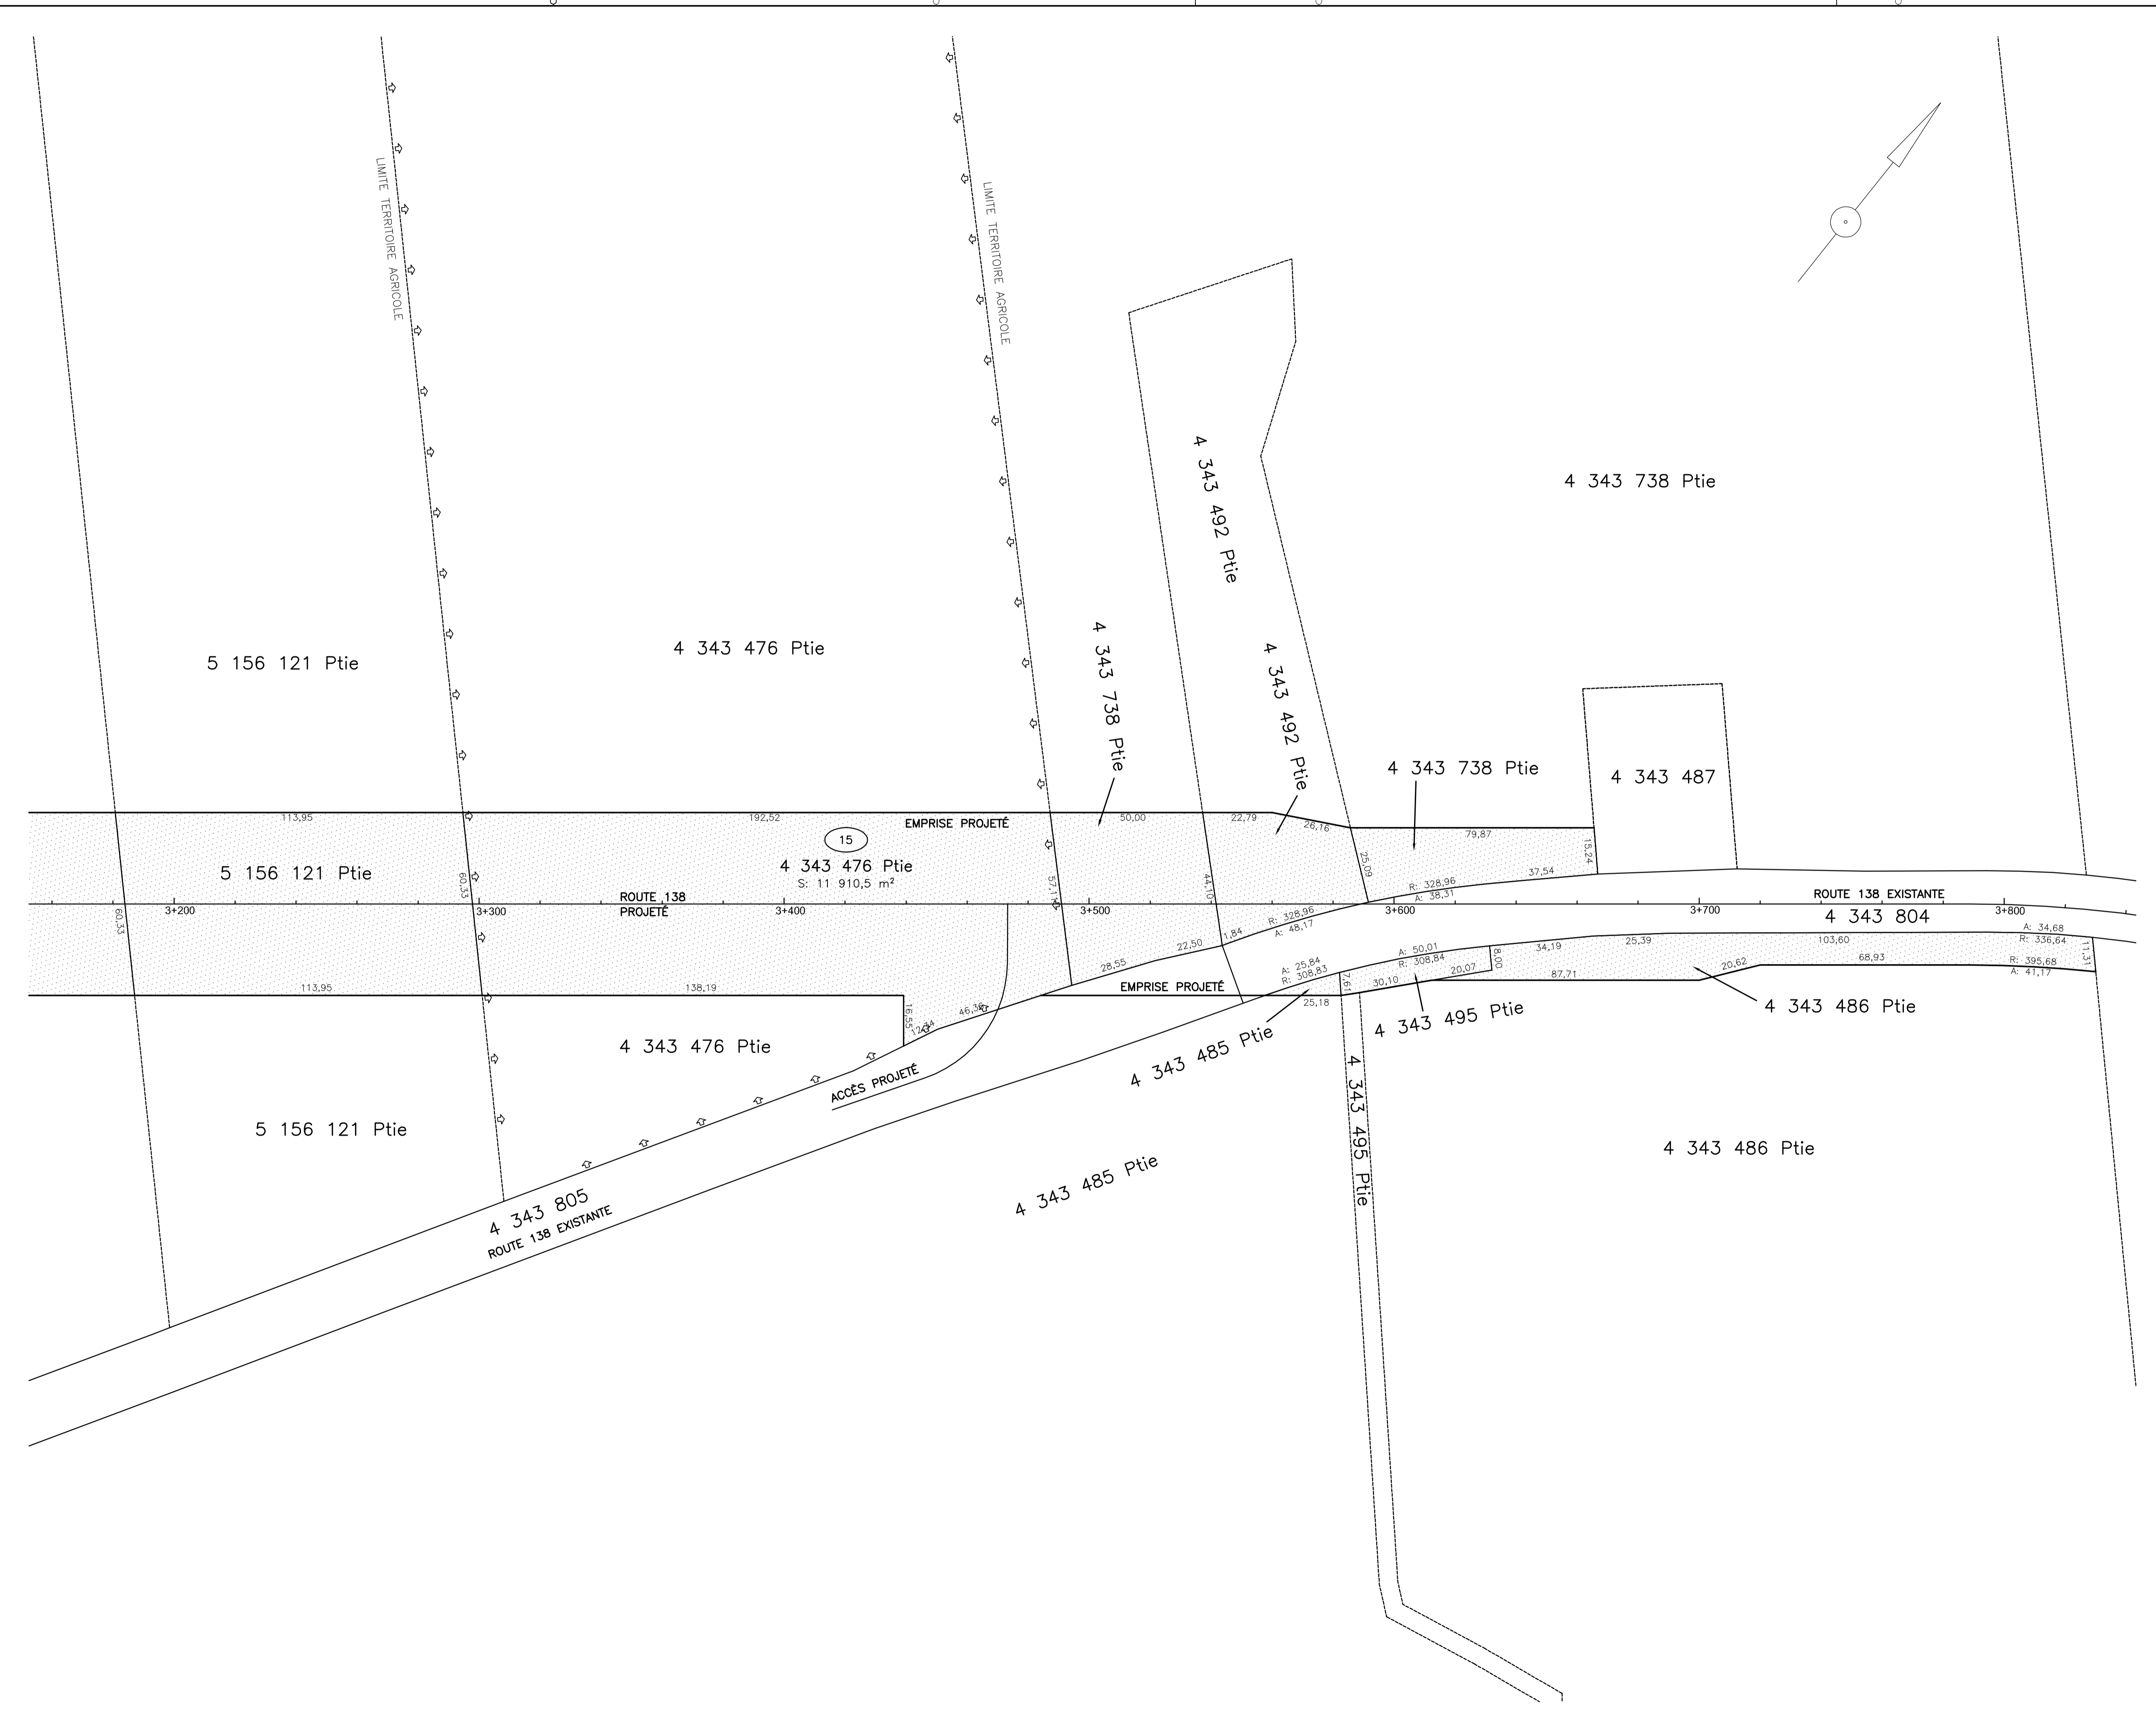 LIMITE TERRITOIRE AGRICOLE
LIMITE TERRITOIRE AGRICOLE
4 343 492 Ptie
4 343 738 Ptie
5 156 121 Ptie
4 343 476 Ptie
4 343 738 Ptie
4 343 492 Ptie
4 343 738 Ptie
4 343 487
113,95
192,52
EMPRISE PROJETÉ
50,00
22,79
26,16
79,87
15
5 156 121 Ptie
4 343 476 Ptie
S: 11 910,5 m²
60,33
60,33
57,1
44,10
25,09
15,24
37,54
R: 328,96
A: 38,31
ROUTE 138
PROJETÉ
ROUTE 138 EXISTANTE
4 343 804
3+200
3+300
3+400
3+500
3+600
3+700
3+800
R: 328,96
A: 48,17
1,84
22,50
28,55
A: 50,01
R: 308,84
A: 25,84
R: 308,83
34,19
25,39
103,60
A: 34,68
R: 336,64
11,31
8,00
20,07
30,10
7,61
87,71
20,62
68,93
R: 395,68
A: 41,17
113,95
138,19
EMPRISE PROJETÉ
25,18
16,55
46,36
4 343 476 Ptie
4 343 485 Ptie
4 343 495 Ptie
4 343 486 Ptie
ACCÈS PROJETÉ
5 156 121 Ptie
4 343 495 Ptie
4 343 485 Ptie
4 343 486 Ptie
4 343 805
ROUTE 138 EXISTANTE